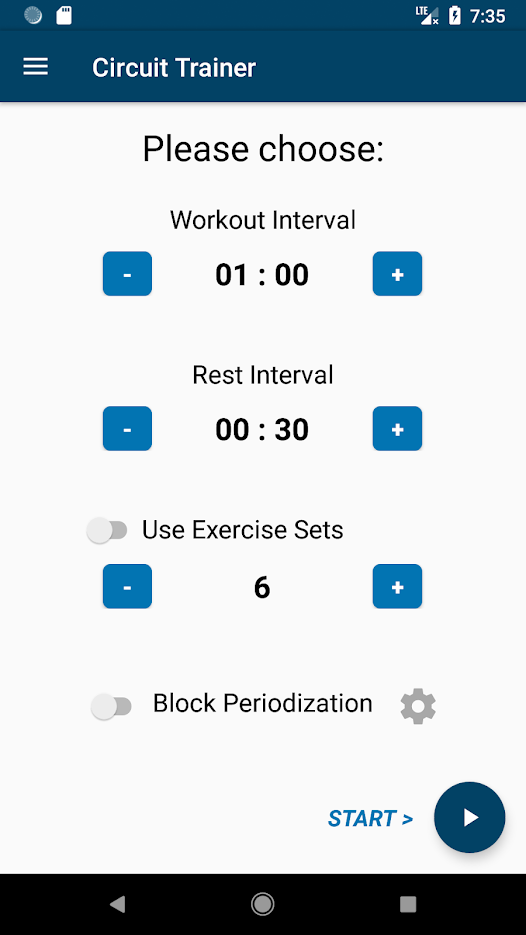 LTE 7:35
Circuit Trainer
Please choose:
Workout Interval
- 01 : 00 +
Rest Interval
- 00 : 30 +
Use Exercise Sets
- 6 +
Block Periodization
START >